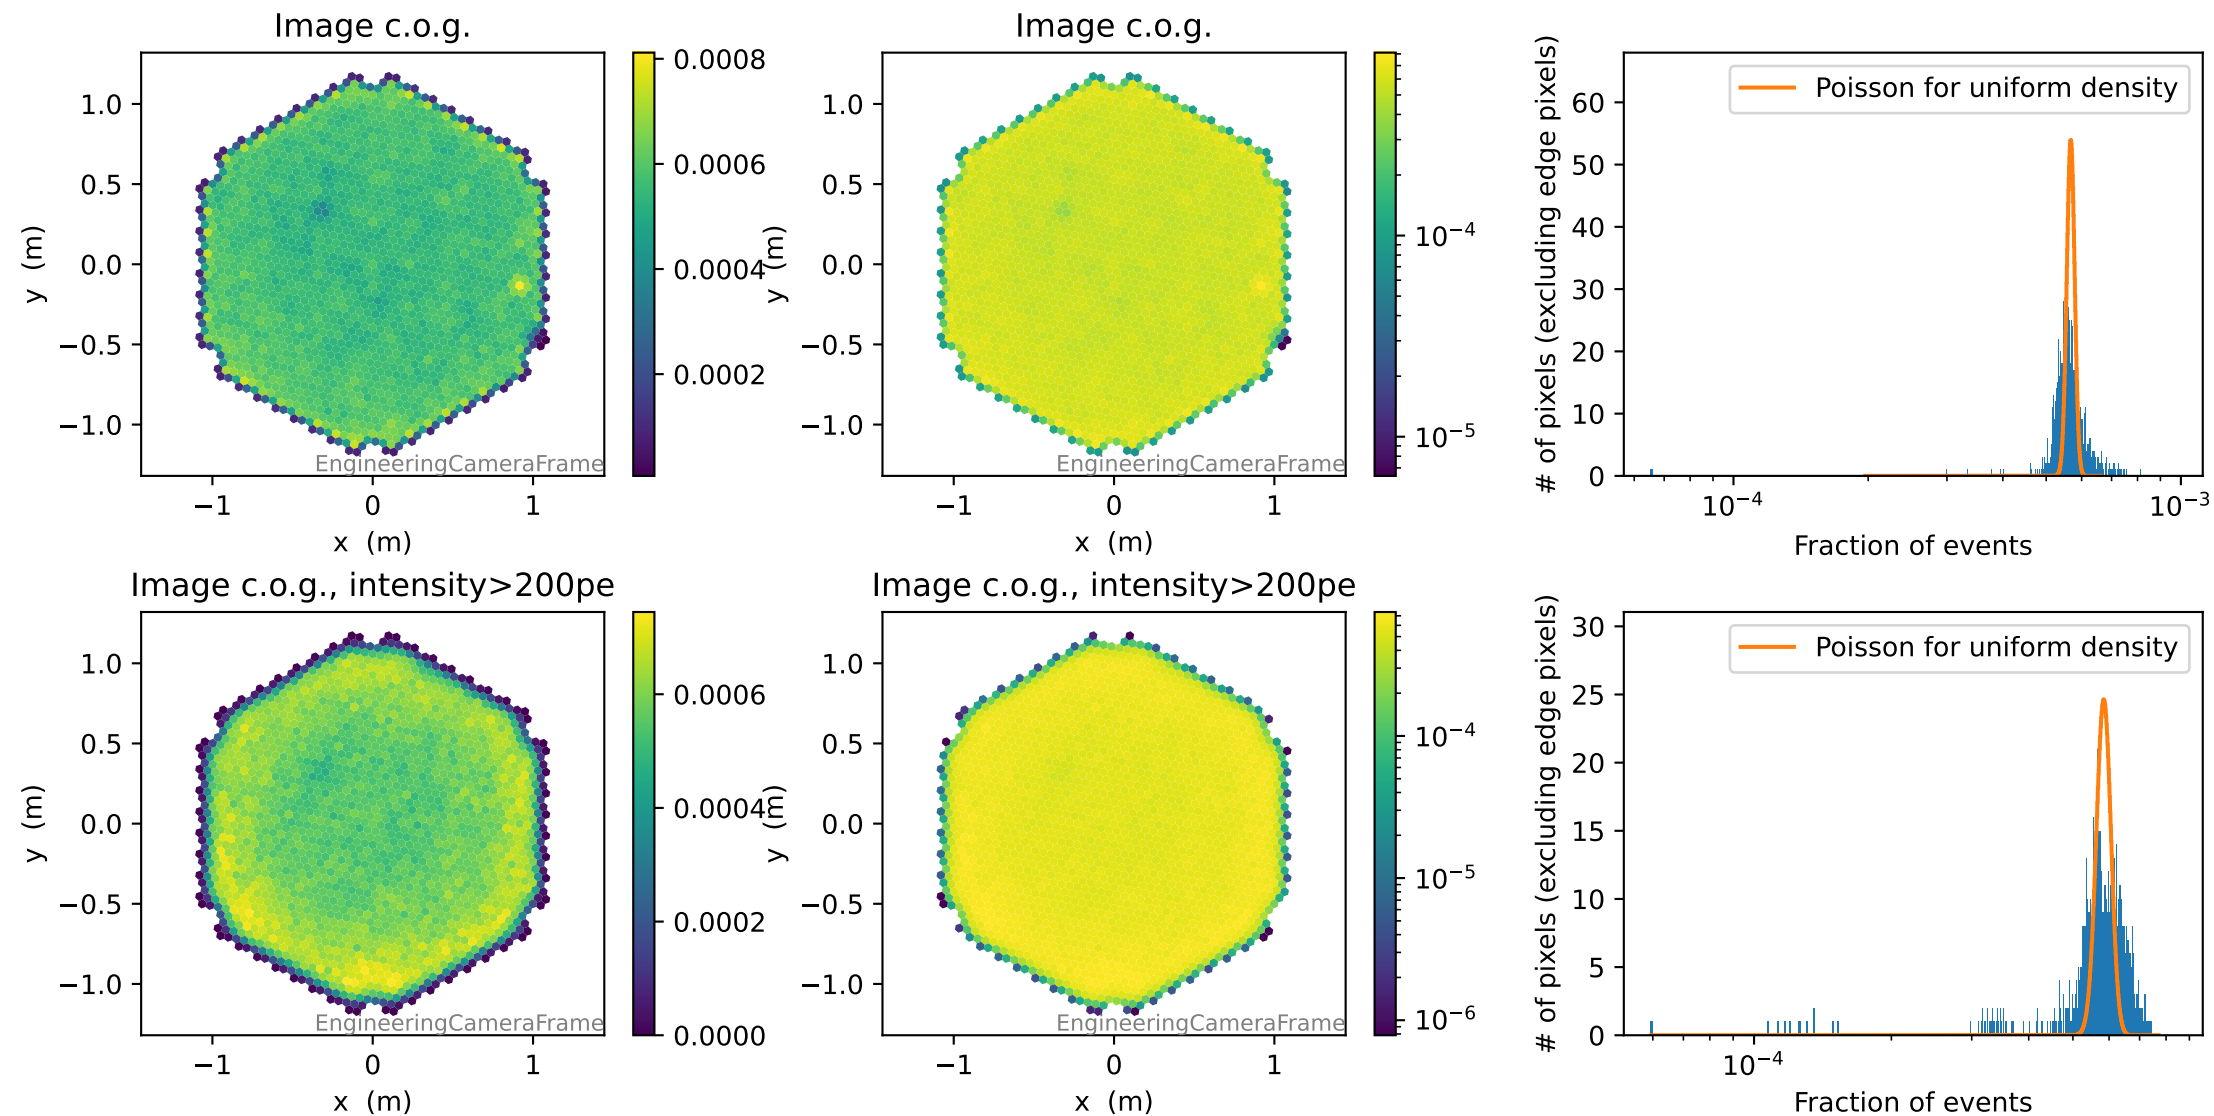 Image c.o.g.
1.0
0.5
0.0
−0.5
−1.0
y (m)
−1
0
1
x (m)
EngineeringCameraFrame
0.0008
0.0006
0.0004
0.0002
Image c.o.g.
1.0
0.5
0.0
−0.5
−1.0
y (m)
−1
0
1
x (m)
EngineeringCameraFrame
10⁻⁴
10⁻⁵
# of pixels (excluding edge pixels)
60
50
40
30
20
10
0
Poisson for uniform density
10⁻⁴
10⁻³
Fraction of events
Image c.o.g., intensity>200pe
1.0
0.5
0.0
−0.5
−1.0
y (m)
−1
0
1
x (m)
EngineeringCameraFrame
0.0006
0.0004
0.0002
0.0000
Image c.o.g., intensity>200pe
1.0
0.5
0.0
−0.5
−1.0
y (m)
−1
0
1
x (m)
EngineeringCameraFrame
10⁻⁴
10⁻⁵
10⁻⁶
# of pixels (excluding edge pixels)
30
25
20
15
10
5
0
Poisson for uniform density
10⁻⁴
Fraction of events